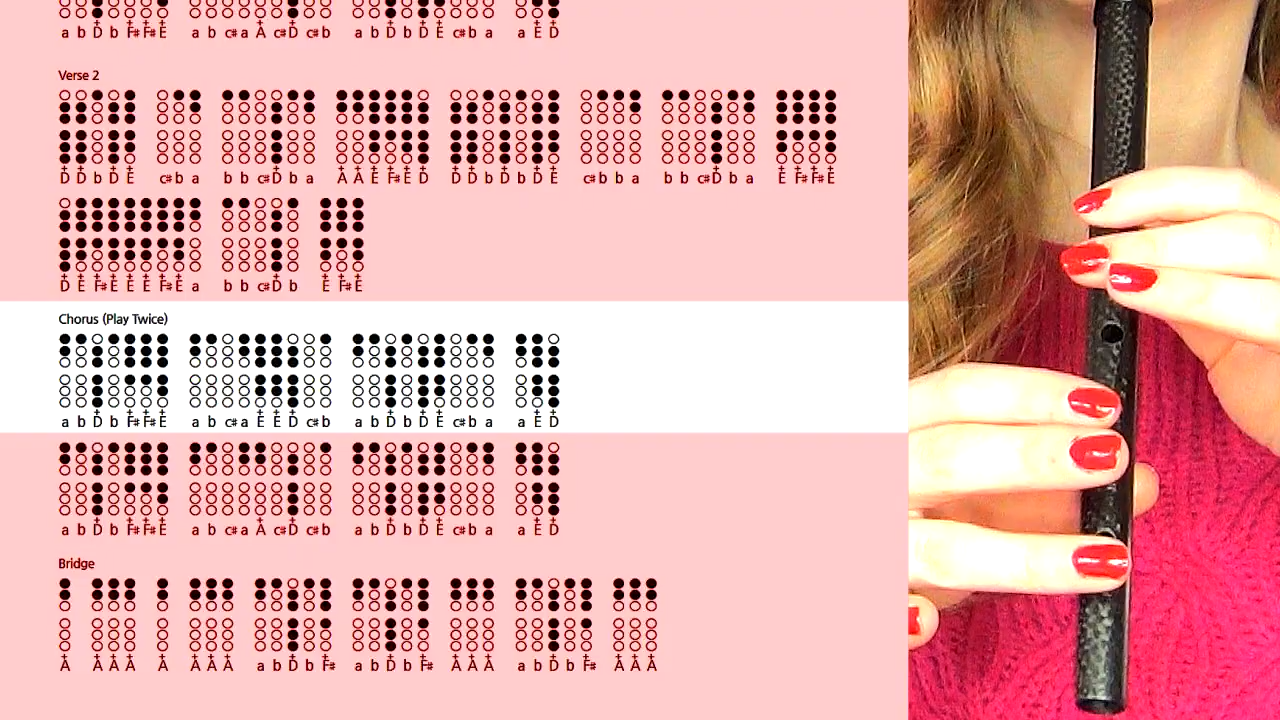 a b D b F# F# E a b c# a A c# D c# b a b D b D E c# b a a E D
Verse 2
D D b D E c# b a b b c# D b a A A E F# E D D D b D b D E c# b b a b b c# D b a E F# F# E
D E F# E E E F# E a b b c# D b E F# E
Chorus (Play Twice)
a b D b F# F# E a b c# a E E D c# b a b D b D E c# b a a E D
a b D b F# F# E a b c# a A c# D c# b a b D b D E c# b a a E D
Bridge
A A A A A A A A a b D b F# a b D b F# A A A a b D b F# A A A